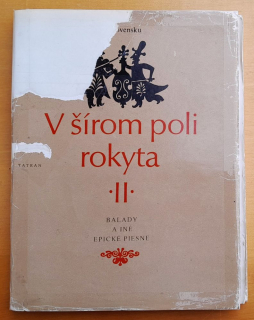 vensku
V šírom poli
rokyta
·II·
TATRAN
BALADY
A INÉ
EPICKÉ PIESNE